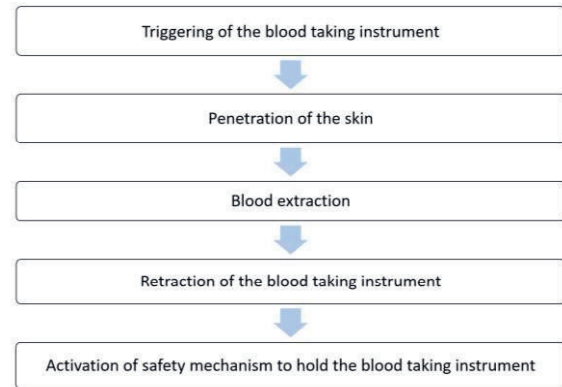 Triggering of the blood taking instrument
Penetration of the skin
Blood extraction
Retraction of the blood taking instrument
Activation of safety mechanism to hold the blood taking instrument